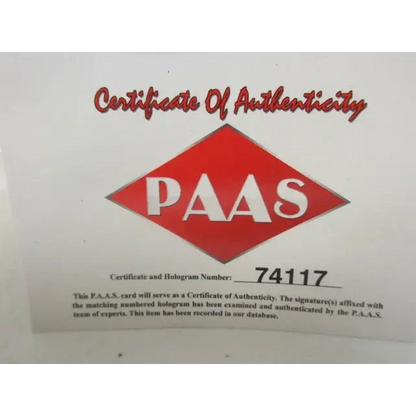 Certificate Of Authenticity
PAAS
Certificate and Hologram Number: 74117
This P.A.A.S. card will serve as a Certificate of Authenticity. The signature(s) affixed with
the matching numbered hologram has been examined and authenticated by the P.A.A.S.
team of experts. This item has been recorded in our database.